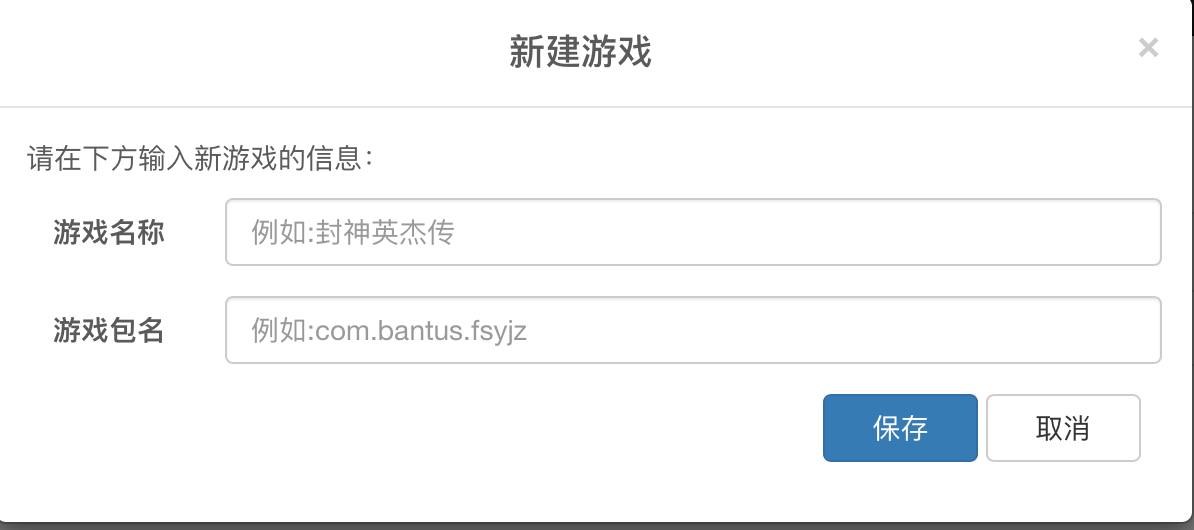 新建游戏
×
请在下方输入新游戏的信息：
游戏名称 例如:封神英杰传
游戏包名 例如:com.bantus.fsyjz
保存 取消